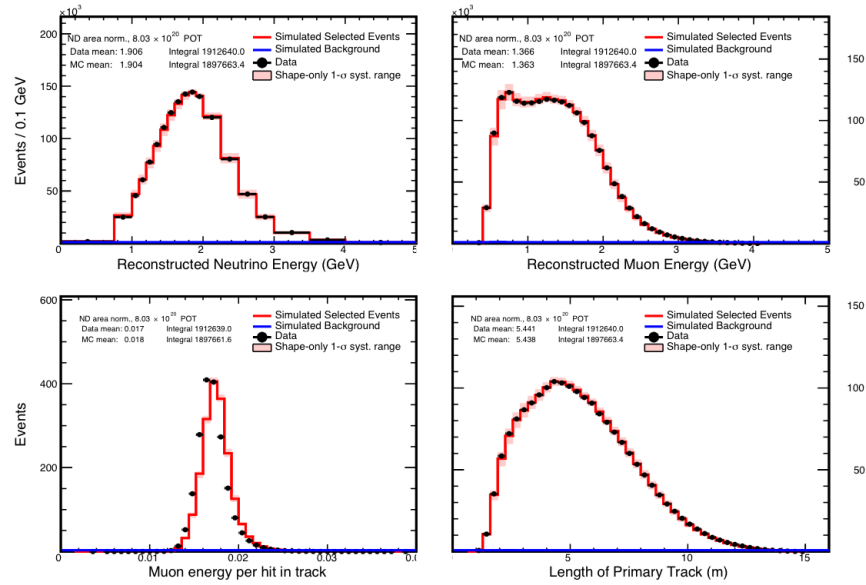 ×10³
ND area norm., 8.03 × 10²⁰ POT
Data mean: 1.906 Integral 1912640.0
MC mean: 1.904 Integral 1897663.4
Simulated Selected Events
Simulated Background
Data
Shape-only 1-σ syst. range
200
150
100
50
Events / 0.1 GeV
0 1 2 3 4 5
Reconstructed Neutrino Energy (GeV)
×10³
ND area norm., 8.03 × 10²⁰ POT
Data mean: 1.366 Integral 1912640.0
MC mean: 1.363 Integral 1897663.4
Simulated Selected Events
Simulated Background
Data
Shape-only 1-σ syst. range
150
100
50
0 1 2 3 4 5
Reconstructed Muon Energy (GeV)
ND area norm., 8.03 × 10²⁰ POT
Data mean: 0.017 Integral 1912639.0
MC mean: 0.018 Integral 1897661.6
Simulated Selected Events
Simulated Background
Data
Shape-only 1-σ syst. range
600
400
200
Events
0 0.01 0.02 0.03
Muon energy per hit in track
ND area norm., 8.03 × 10²⁰ POT
Data mean: 5.441 Integral 1912640.0
MC mean: 5.438 Integral 1897663.4
Simulated Selected Events
Simulated Background
Data
Shape-only 1-σ syst. range
150
100
50
5 10 15
Length of Primary Track (m)